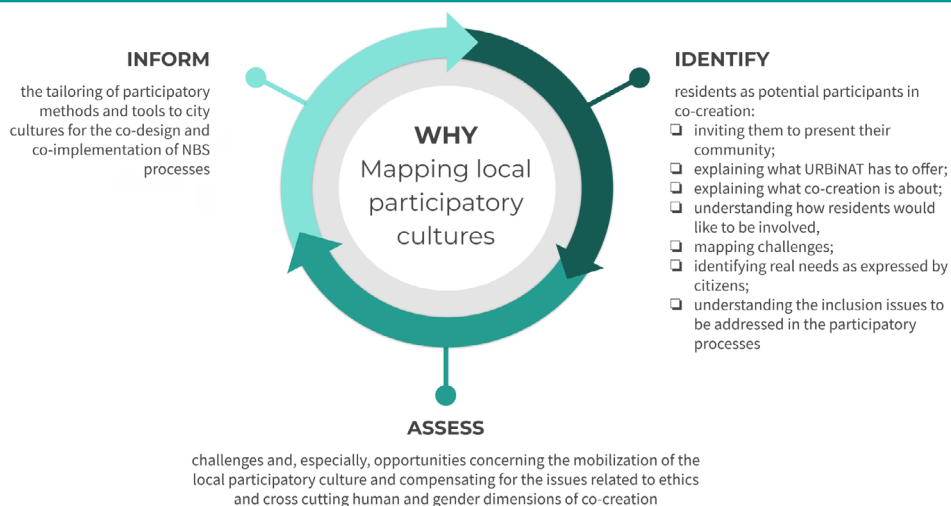 INFORM
the tailoring of participatory
methods and tools to city
cultures for the co-design and
co-implementation of NBS
processes
WHY
Mapping local
participatory
cultures
IDENTIFY
residents as potential participants in
co-creation:
❏ inviting them to present their
community;
❏ explaining what URBiNAT has to offer;
❏ explaining what co-creation is about;
❏ understanding how residents would
like to be involved,
❏ mapping challenges;
❏ identifying real needs as expressed by
citizens;
❏ understanding the inclusion issues to
be addressed in the participatory
processes
ASSESS
challenges and, especially, opportunities concerning the mobilization of the
local participatory culture and compensating for the issues related to ethics
and cross cutting human and gender dimensions of co-creation